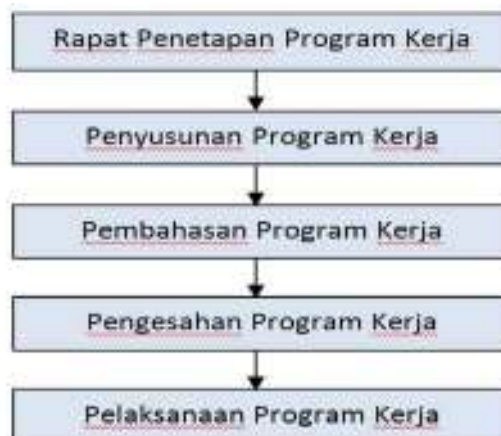 Rapat Penetapan Program Kerja
Penyusunan Program Kerja
Pembahasan Program Kerja
Pengesahan Program Kerja
Pelaksanaan Program Kerja